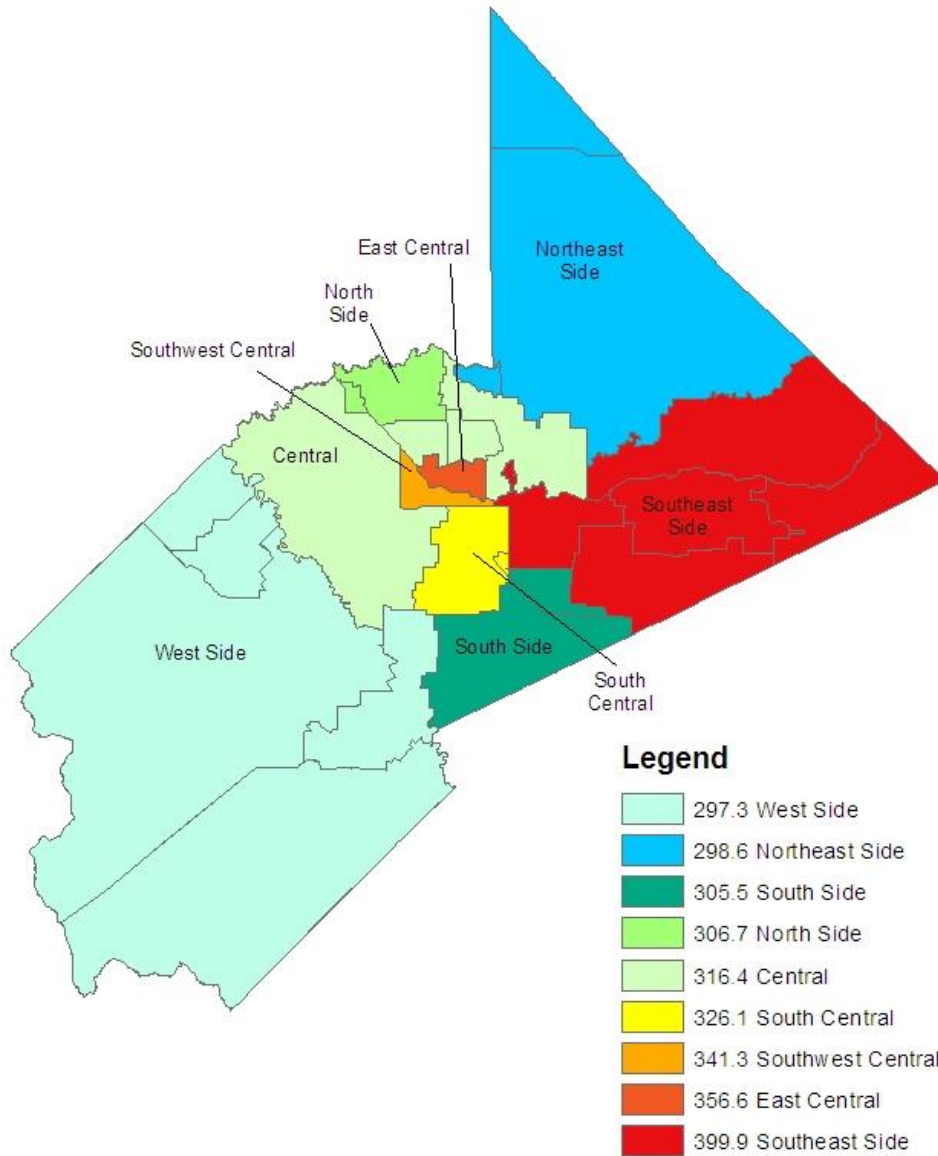 Northeast
Side
East Central
North
Side
Southwest Central
Central
Southeast
Side
West Side
South Side
South
Central
Legend
297.3 West Side
298.6 Northeast Side
305.5 South Side
306.7 North Side
316.4 Central
326.1 South Central
341.3 Southwest Central
356.6 East Central
399.9 Southeast Side